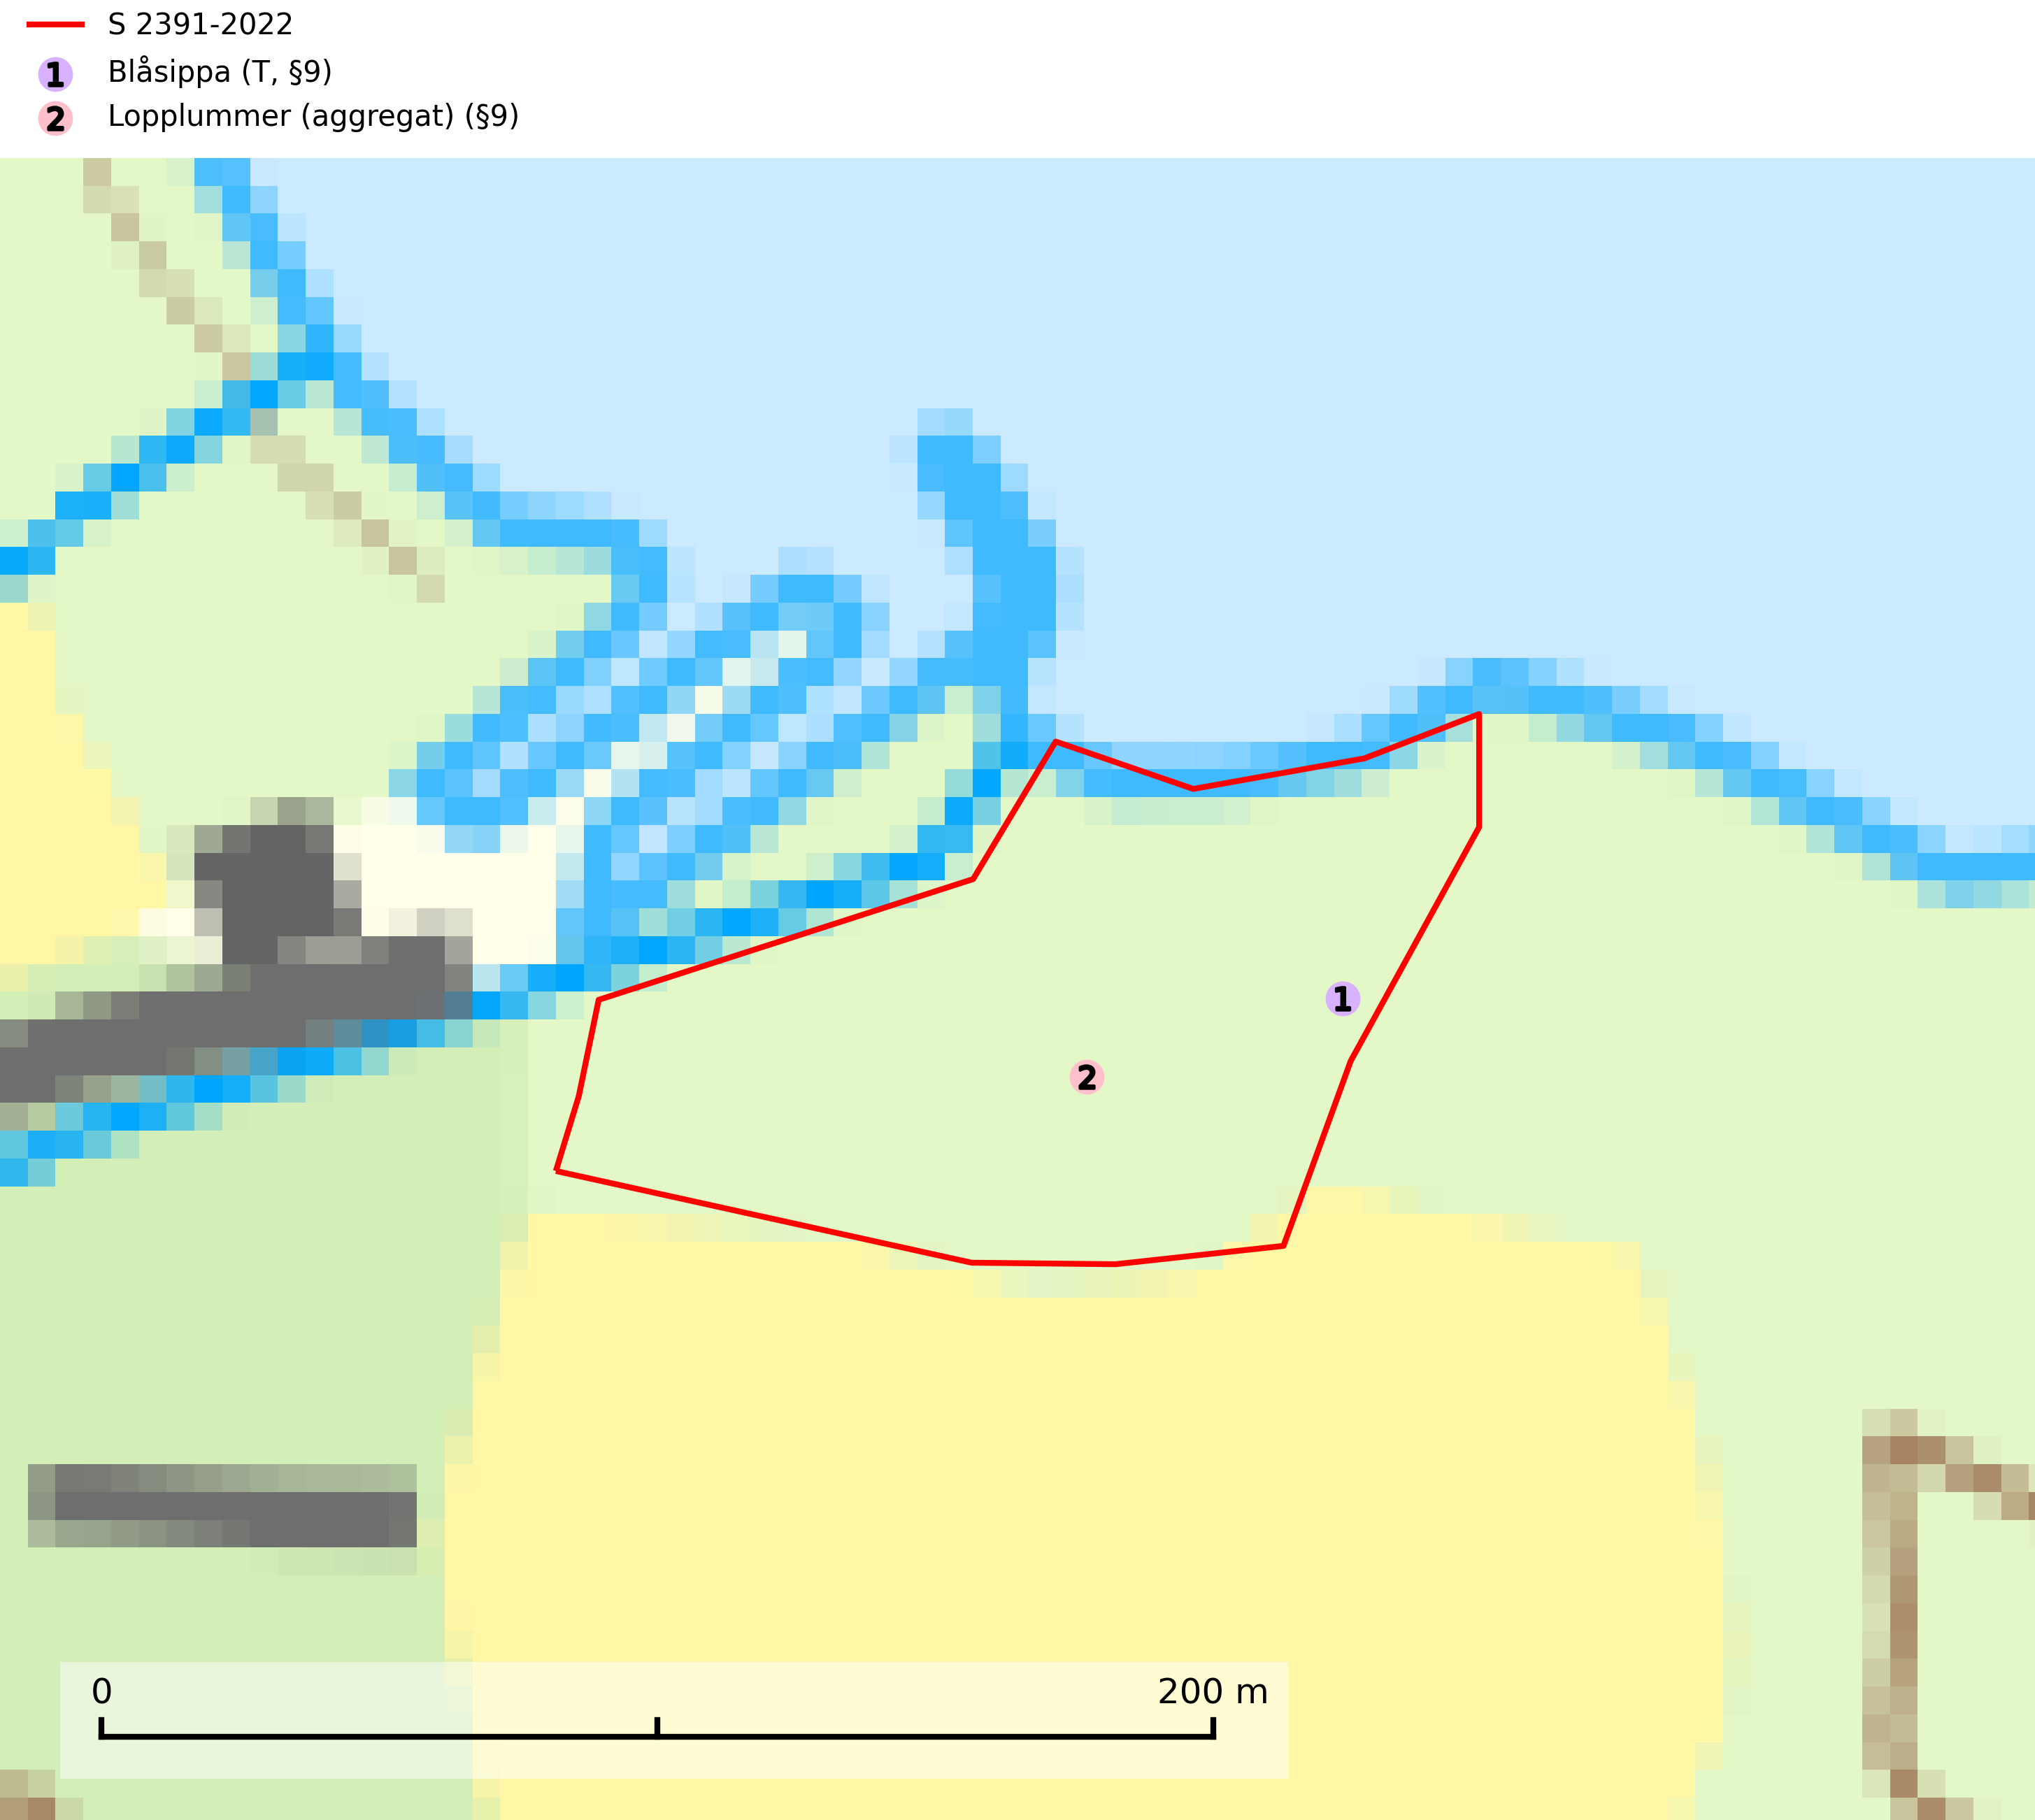 S 2391-2022
1 Blåsippa (T, §9)
2 Lopplummer (aggregat) (§9)
1
2
0 200 m